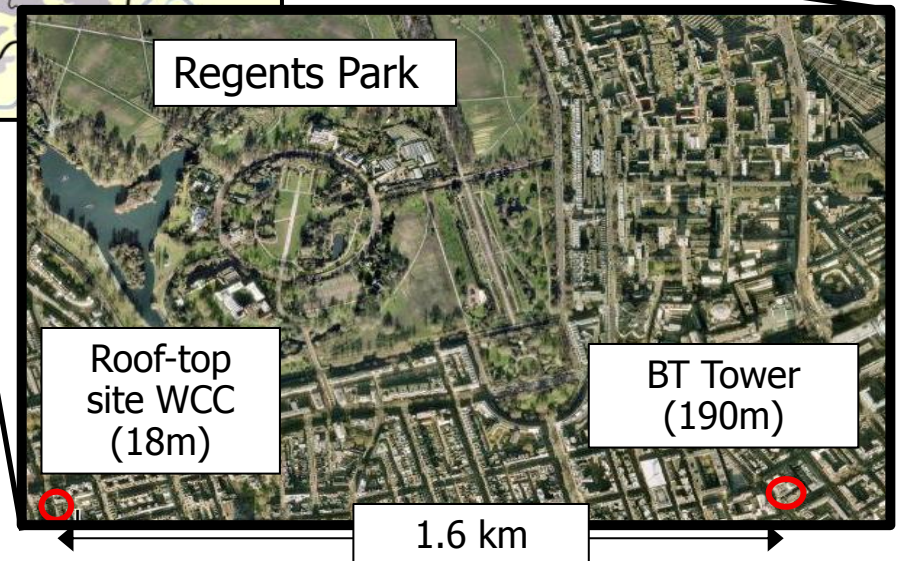 Regents Park
Roof-top
site WCC
(18m)
BT Tower
(190m)
1.6 km